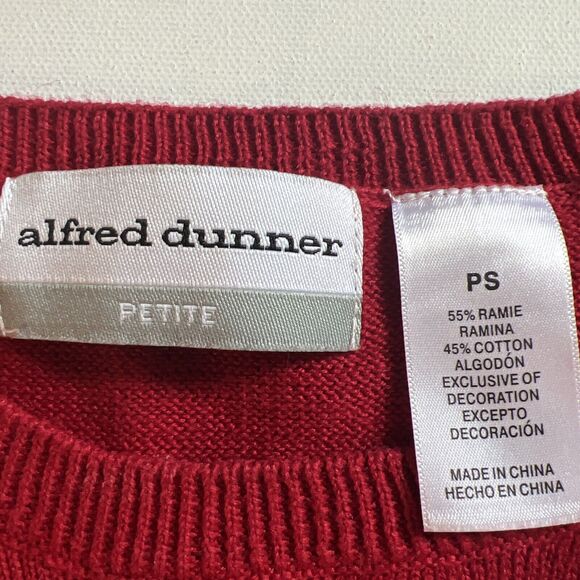 alfred dunner
PETITE
PS
55% RAMIE
RAMINA
45% COTTON
ALGODÓN
EXCLUSIVE OF
DECORATION
EXCEPTO
DECORACIÓN
MADE IN CHINA
HECHO EN CHINA